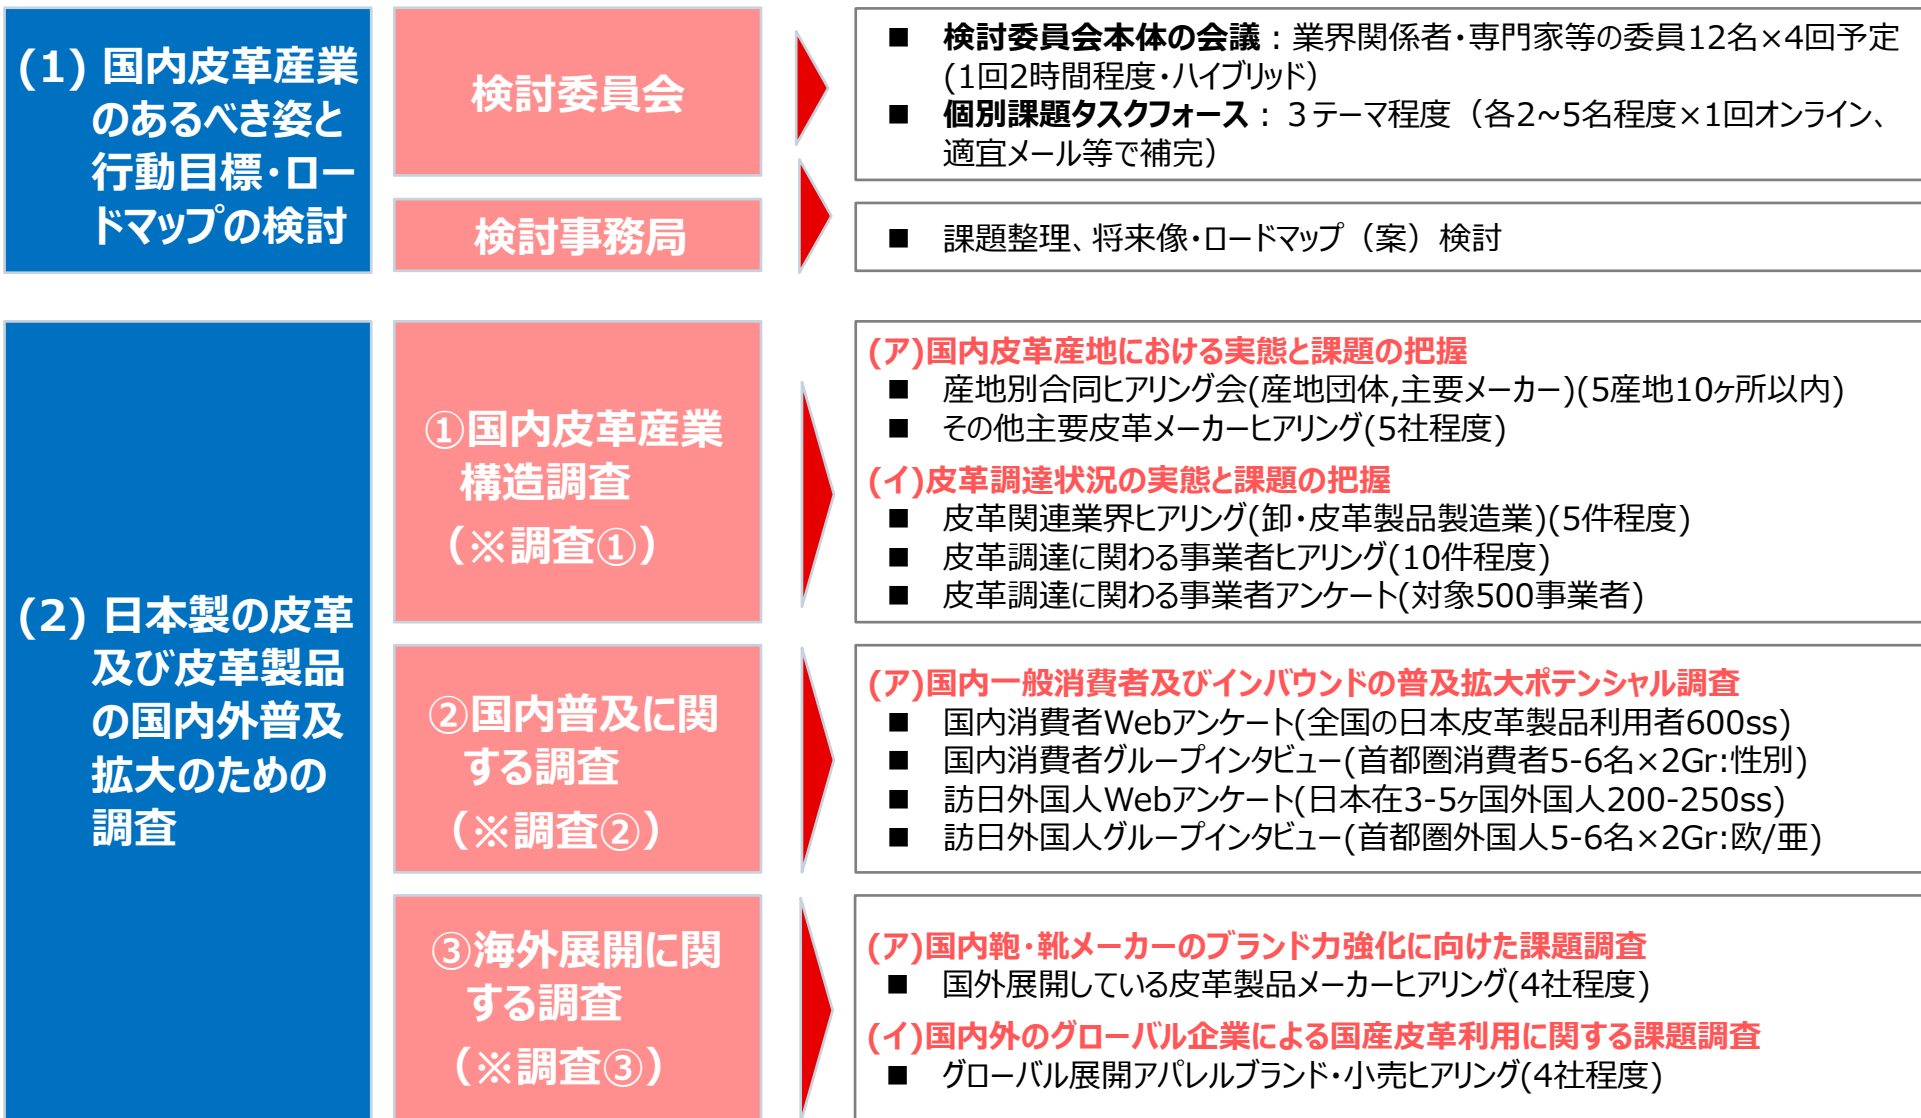 (1) 国内皮革産業
のあるべき姿と
行動目標・ロー
ドマップの検討
検討委員会
■ 検討委員会本体の会議：業界関係者・専門家等の委員12名×4回予定
(1回2時間程度・ハイブリッド)
■ 個別課題タスクフォース：３テーマ程度（各2~5名程度×1回オンライン、
適宜メール等で補完）
検討事務局
■ 課題整理、将来像・ロードマップ（案）検討
(2) 日本製の皮革
及び皮革製品
の国内外普及
拡大のための
調査
①国内皮革産業
構造調査
（※調査①）
(ア)国内皮革産地における実態と課題の把握
■ 産地別合同ヒアリング会(産地団体,主要メーカー)(5産地10ヶ所以内)
■ その他主要皮革メーカーヒアリング(5社程度)
(イ)皮革調達状況の実態と課題の把握
■ 皮革関連業界ヒアリング(卸・皮革製品製造業)(5件程度)
■ 皮革調達に関わる事業者ヒアリング(10件程度)
■ 皮革調達に関わる事業者アンケート(対象500事業者)
②国内普及に関
する調査
（※調査②）
(ア)国内一般消費者及びインバウンドの普及拡大ポテンシャル調査
■ 国内消費者Webアンケート(全国の日本皮革製品利用者600ss)
■ 国内消費者グループインタビュー(首都圏消費者5-6名×2Gr:性別)
■ 訪日外国人Webアンケート(日本在3-5ヶ国外国人200-250ss)
■ 訪日外国人グループインタビュー(首都圏外国人5-6名×2Gr:欧/亜)
③海外展開に関
する調査
（※調査③）
(ア)国内鞄・靴メーカーのブランド力強化に向けた課題調査
■ 国外展開している皮革製品メーカーヒアリング(4社程度)
(イ)国内外のグローバル企業による国産皮革利用に関する課題調査
■ グローバル展開アパレルブランド・小売ヒアリング(4社程度)